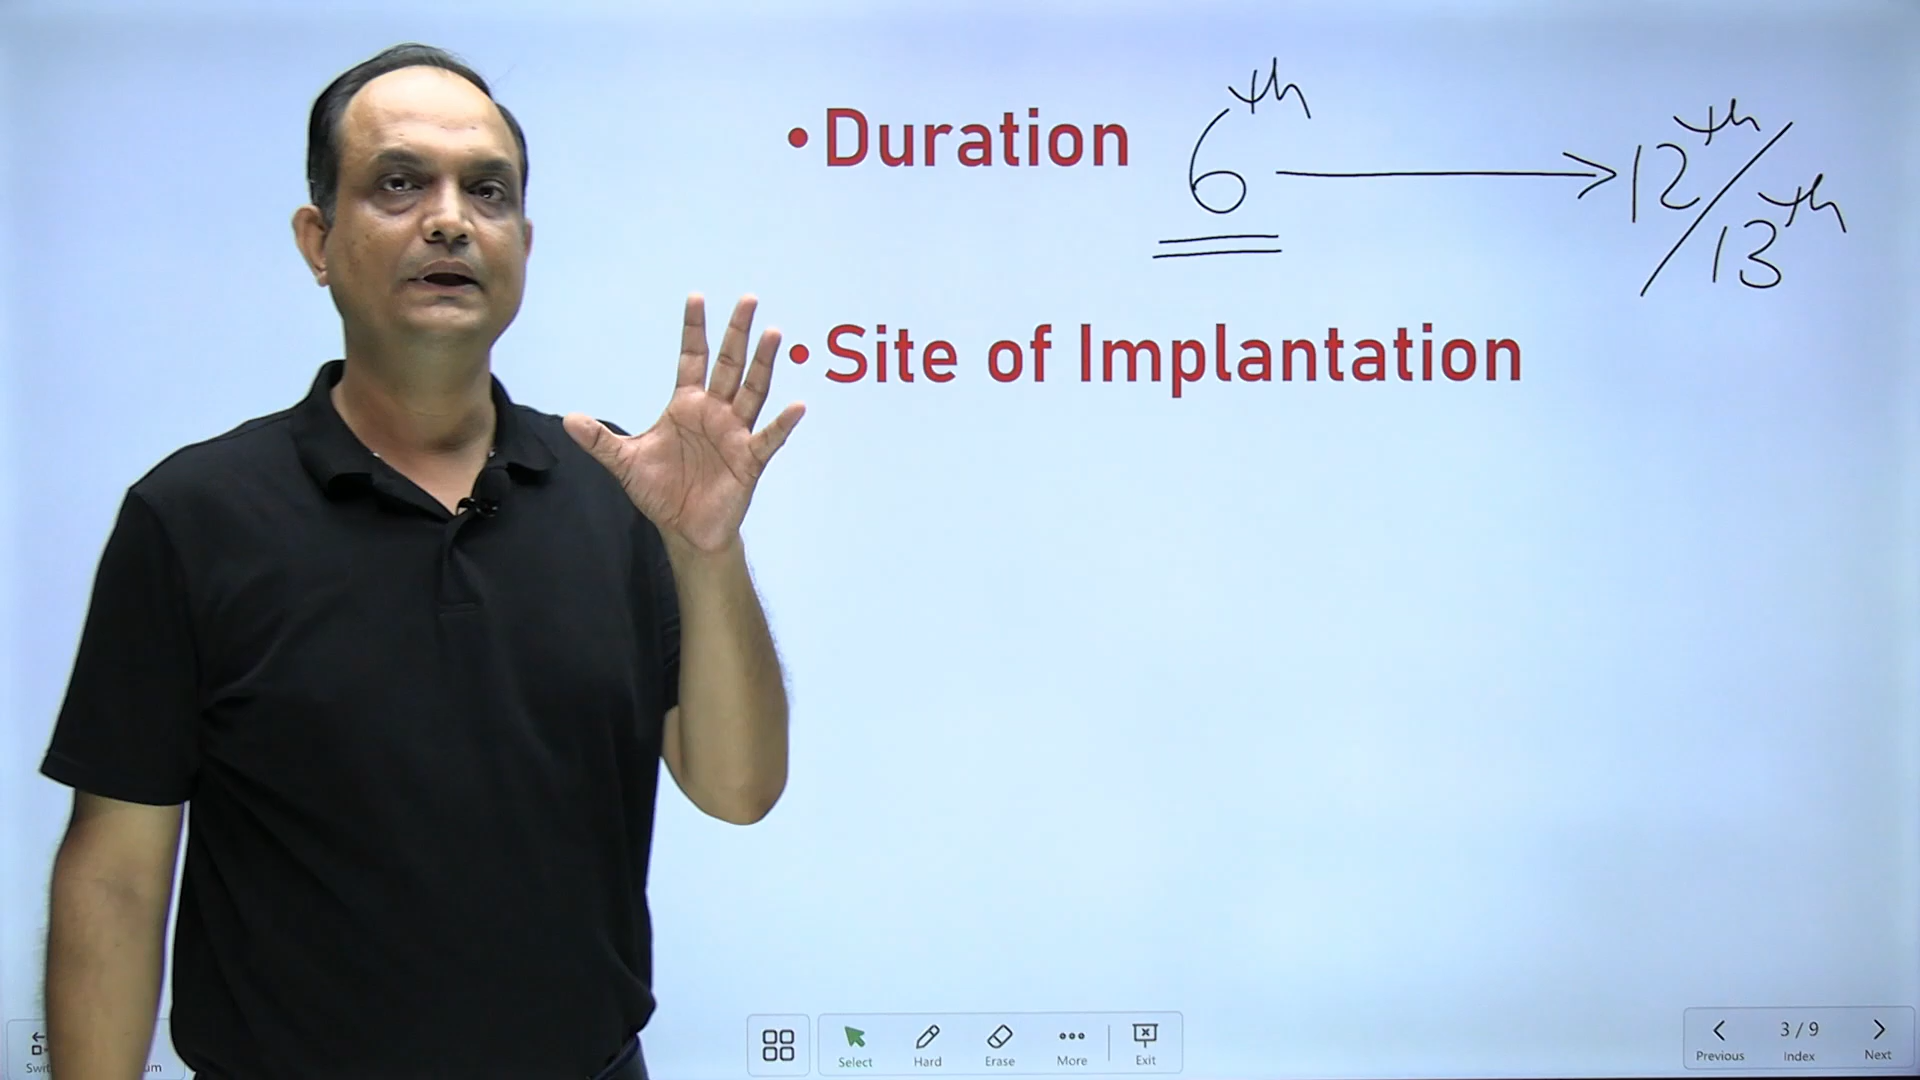 • Duration 6th → 12th/13th
• Site of Implantation
Select Hard Erase More Exit
3 / 9
Previous Index Next